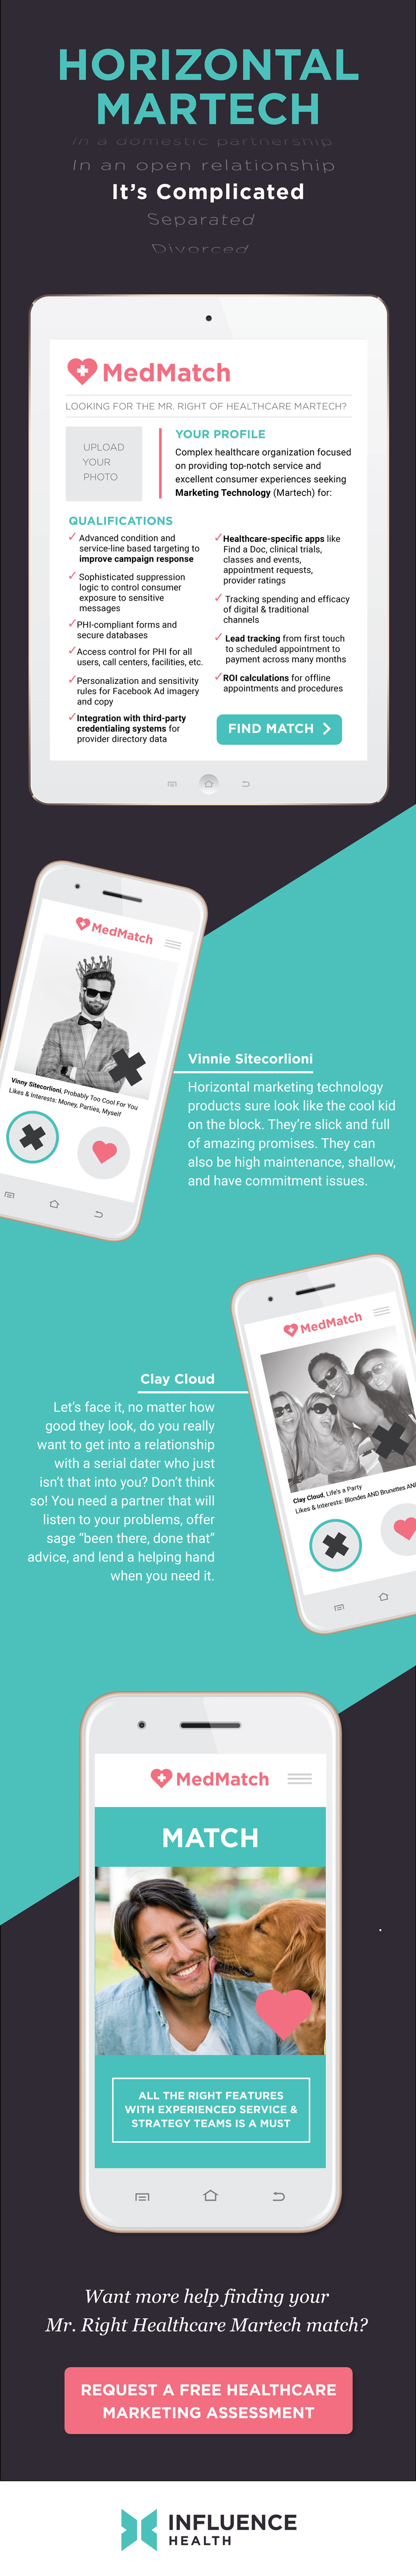 HORIZONTAL
MARTECH
In a domestic partnership
In an open relationship
It's Complicated
Separated
Divorced
MedMatch
LOOKING FOR THE MR. RIGHT OF HEALTHCARE MARTECH?
UPLOAD
YOUR
PHOTO
YOUR PROFILE
Complex healthcare organization focused
on providing top-notch service and
excellent consumer experiences seeking
Marketing Technology (Martech) for:
QUALIFICATIONS
Advanced condition and
service-line based targeting to
improve campaign response
Sophisticated suppression
logic to control consumer
exposure to sensitive
messages
PHI-compliant forms and
secure databases
Access control for PHI for all
users, call centers, facilities, etc.
Personalization and sensitivity
rules for Facebook Ad imagery
and copy
Integration with third-party
credentialing systems for
provider directory data
Healthcare-specific apps like
Find a Doc, clinical trials,
classes and events,
appointment requests,
provider ratings
Tracking spending and efficacy
of digital & traditional
channels
Lead tracking from first touch
to scheduled appointment to
payment across many months
ROI calculations for offline
appointments and procedures
FIND MATCH
MedMatch
Vinny Sitecorlioni, Probably Too Cool For You
Likes & Interests: Money, Parties, Myself
Vinnie Sitecorlioni
Horizontal marketing technology
products sure look like the cool kid
on the block. They're slick and full
of amazing promises. They can
also be high maintenance, shallow,
and have commitment issues.
MedMatch
Clay Cloud, Life's a Party
Likes & Interests: Blondes AND Brunettes AN
Clay Cloud
Let's face it, no matter how
good they look, do you really
want to get into a relationship
with a serial dater who just
isn't that into you? Don't think
so! You need a partner that will
listen to your problems, offer
sage "been there, done that"
advice, and lend a helping hand
when you need it.
MedMatch
MATCH
ALL THE RIGHT FEATURES
WITH EXPERIENCED SERVICE &
STRATEGY TEAMS IS A MUST
Want more help finding your
Mr. Right Healthcare Martech match?
REQUEST A FREE HEALTHCARE
MARKETING ASSESSMENT
INFLUENCE
HEALTH